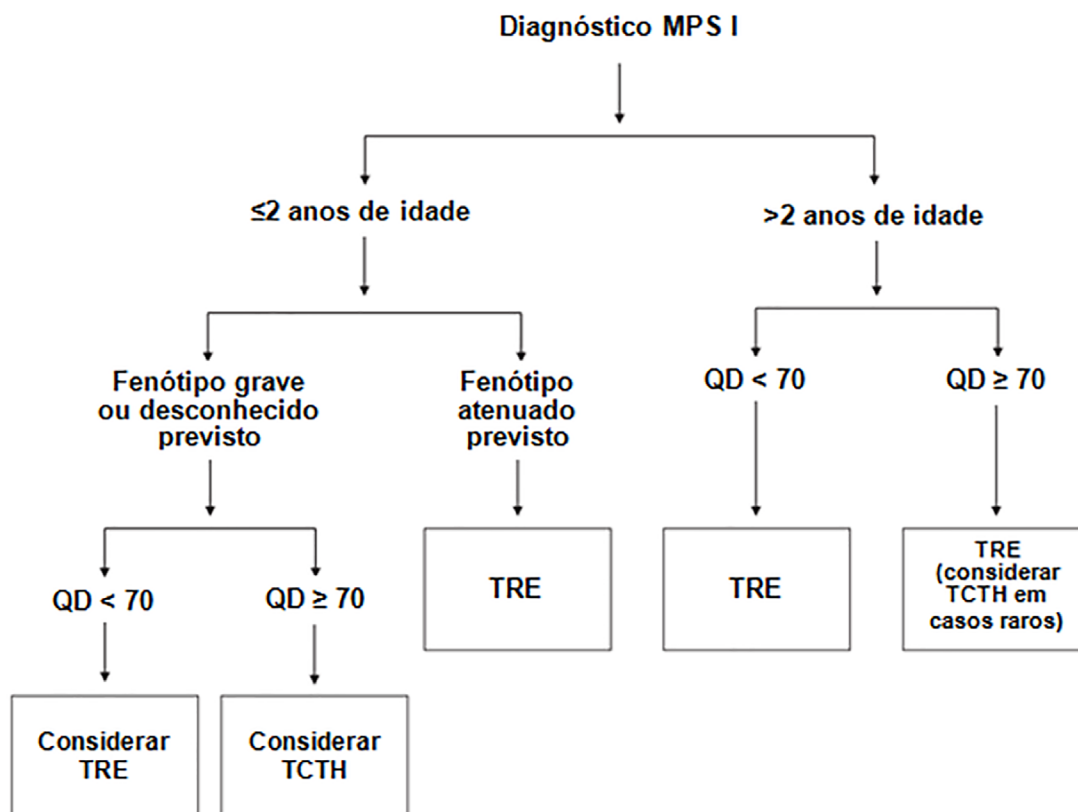 Diagnóstico MPS I
≤2 anos de idade
>2 anos de idade
Fenótipo grave
ou desconhecido
previsto
Fenótipo
atenuado
previsto
QD < 70
QD ≥ 70
QD < 70
QD ≥ 70
TRE
TRE
TRE
(considerar
TCTH em
casos raros)
Considerar
TRE
Considerar
TCTH